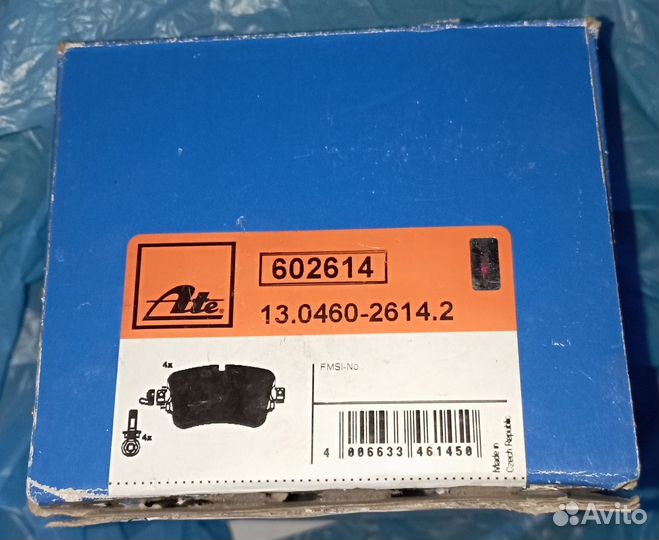 Ate®
602614
13.0460-2614.2
4x
4x
FMSI-No
4 006633 461450
Made in
Czech Republic
Avito